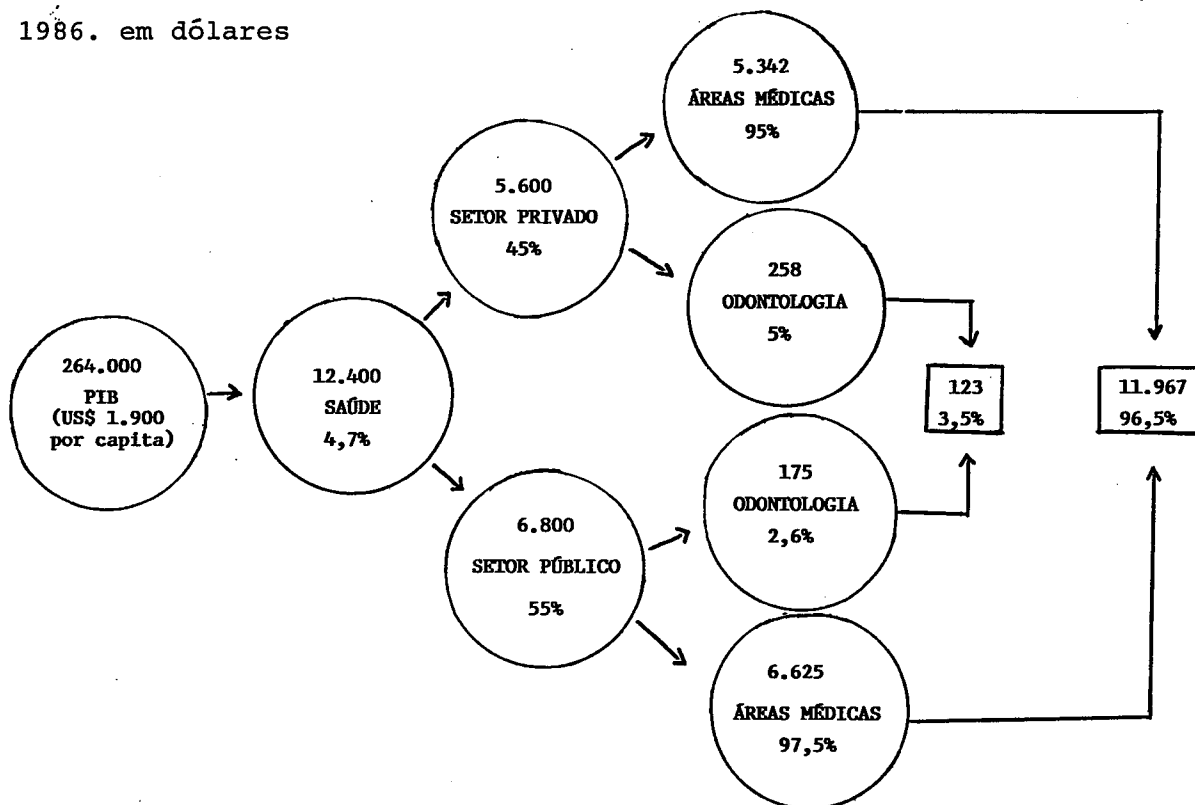 1986. em dólares
5.342
ÁREAS MÉDICAS
95%
5.600
SETOR PRIVADO
45%
258
ODONTOLOGIA
5%
264.000
PIB
(US$ 1.900
por capita)
12.400
SAÚDE
4,7%
123
3,5%
11.967
96,5%
175
ODONTOLOGIA
2,6%
6.800
SETOR PÚBLICO
55%
6.625
ÁREAS MÉDICAS
97,5%